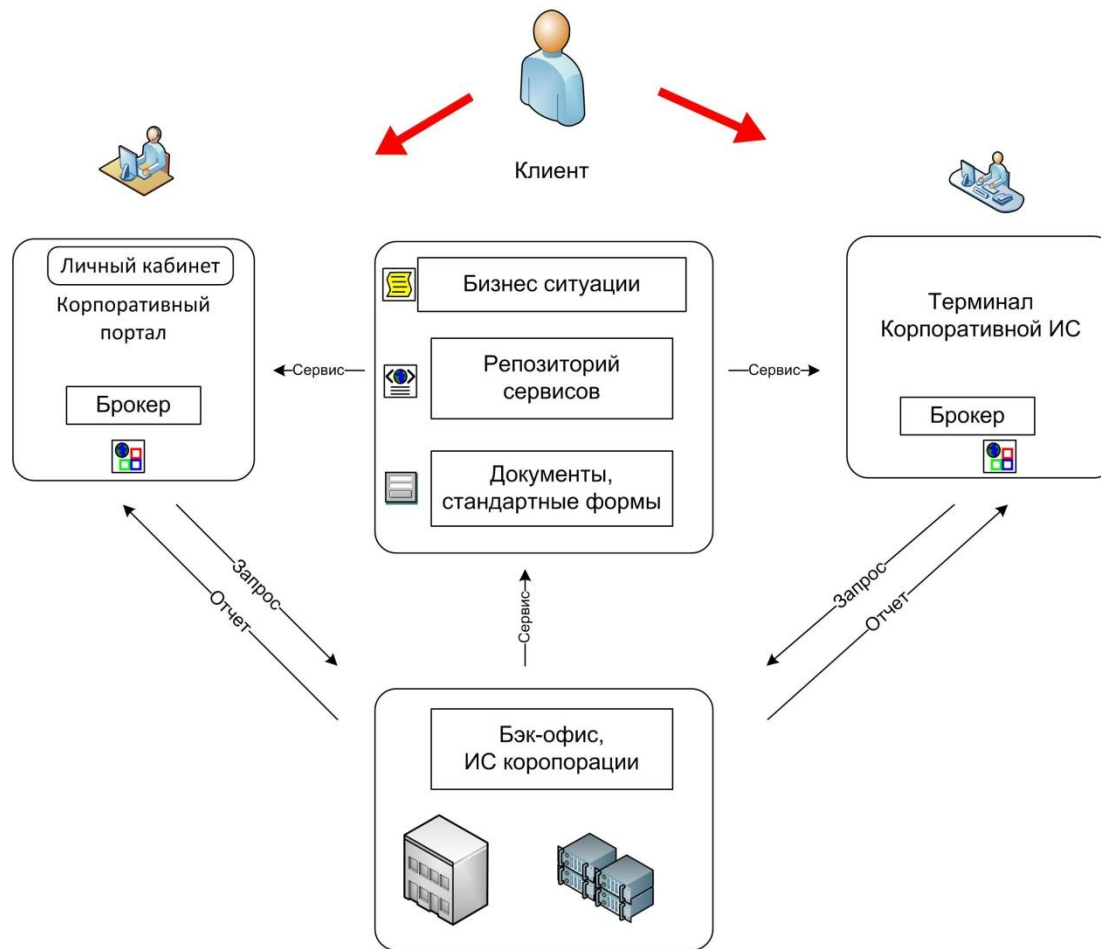 Клиент
Личный кабинет
Корпоративный
портал
Брокер
Бизнес ситуации
Репозиторий
сервисов
Документы,
стандартные формы
Терминал
Корпоративной ИС
Брокер
Сервис
Сервис
Запрос
Отчет
Сервис
Запрос
Отчет
Бэк-офис,
ИС коропорации